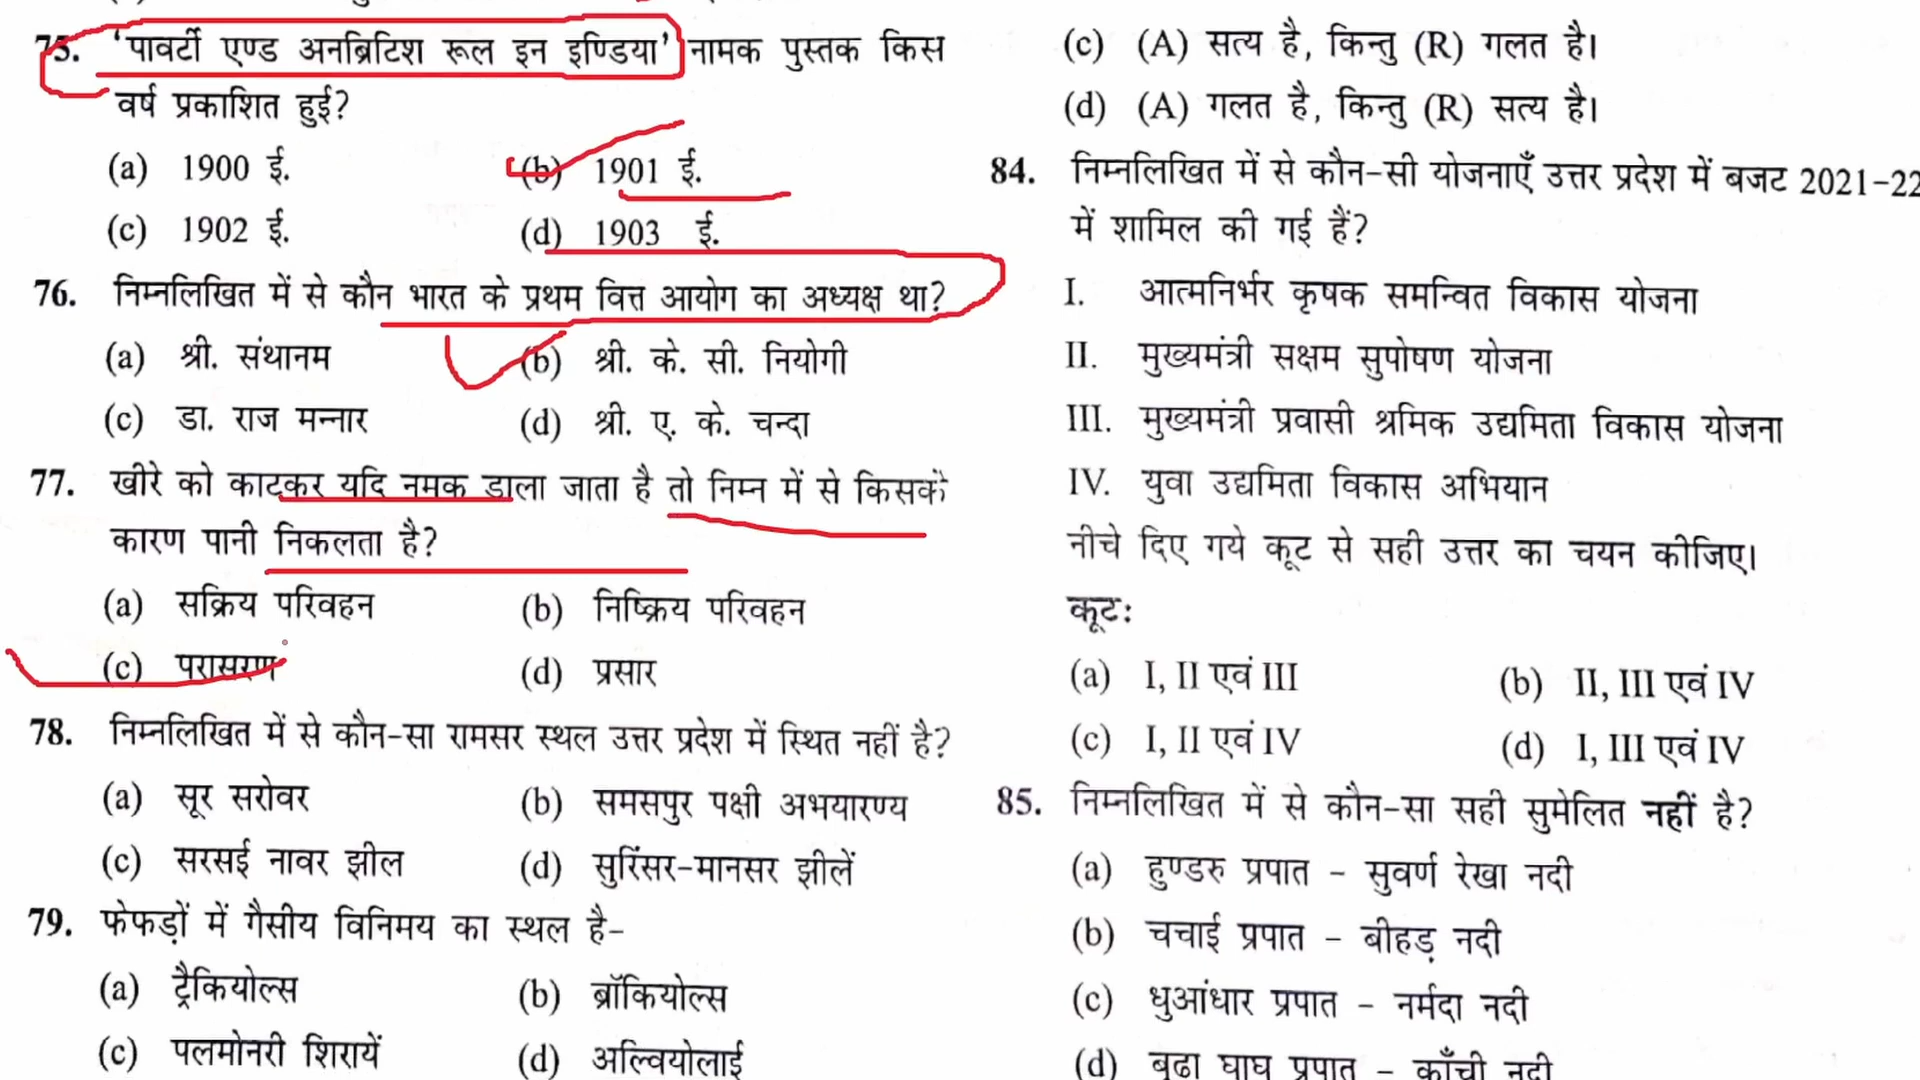 75. 'पावर्टी एण्ड अनब्रिटिश रूल इन इण्डिया' नामक पुस्तक किस
वर्ष प्रकाशित हुई?
(a) 1900 ई. (b) 1901 ई.
(c) 1902 ई. (d) 1903 ई.
76. निम्नलिखित में से कौन भारत के प्रथम वित्त आयोग का अध्यक्ष था?
(a) श्री. संथानम (b) श्री. के. सी. नियोगी
(c) डा. राज मन्नार (d) श्री. ए. के. चन्दा
77. खीरे को काटकर यदि नमक डाला जाता है तो निम्न में से किसके
कारण पानी निकलता है?
(a) सक्रिय परिवहन (b) निष्क्रिय परिवहन
(c) परासरण (d) प्रसार
78. निम्नलिखित में से कौन-सा रामसर स्थल उत्तर प्रदेश में स्थित नहीं है?
(a) सूर सरोवर (b) समसपुर पक्षी अभयारण्य
(c) सरसई नावर झील (d) सुरिंसर-मानसर झीलें
79. फेफड़ों में गैसीय विनिमय का स्थल है-
(a) ट्रैकियोल्स (b) ब्रॉकियोल्स
(c) पलमोनरी शिरायें (d) अल्वियोलाई
(c) (A) सत्य है, किन्तु (R) गलत है।
(d) (A) गलत है, किन्तु (R) सत्य है।
84. निम्नलिखित में से कौन-सी योजनाएँ उत्तर प्रदेश में बजट 2021-22
में शामिल की गई हैं?
I. आत्मनिर्भर कृषक समन्वित विकास योजना
II. मुख्यमंत्री सक्षम सुपोषण योजना
III. मुख्यमंत्री प्रवासी श्रमिक उद्यमिता विकास योजना
IV. युवा उद्यमिता विकास अभियान
नीचे दिए गये कूट से सही उत्तर का चयन कीजिए।
कूट:
(a) I, II एवं III (b) II, III एवं IV
(c) I, II एवं IV (d) I, III एवं IV
85. निम्नलिखित में से कौन-सा सही सुमेलित नहीं है?
(a) हुण्डरु प्रपात - सुवर्ण रेखा नदी
(b) चचाई प्रपात - बीहड़ नदी
(c) धुआंधार प्रपात - नर्मदा नदी
(d) बूढा घाघ प्रपात - काँची नदी